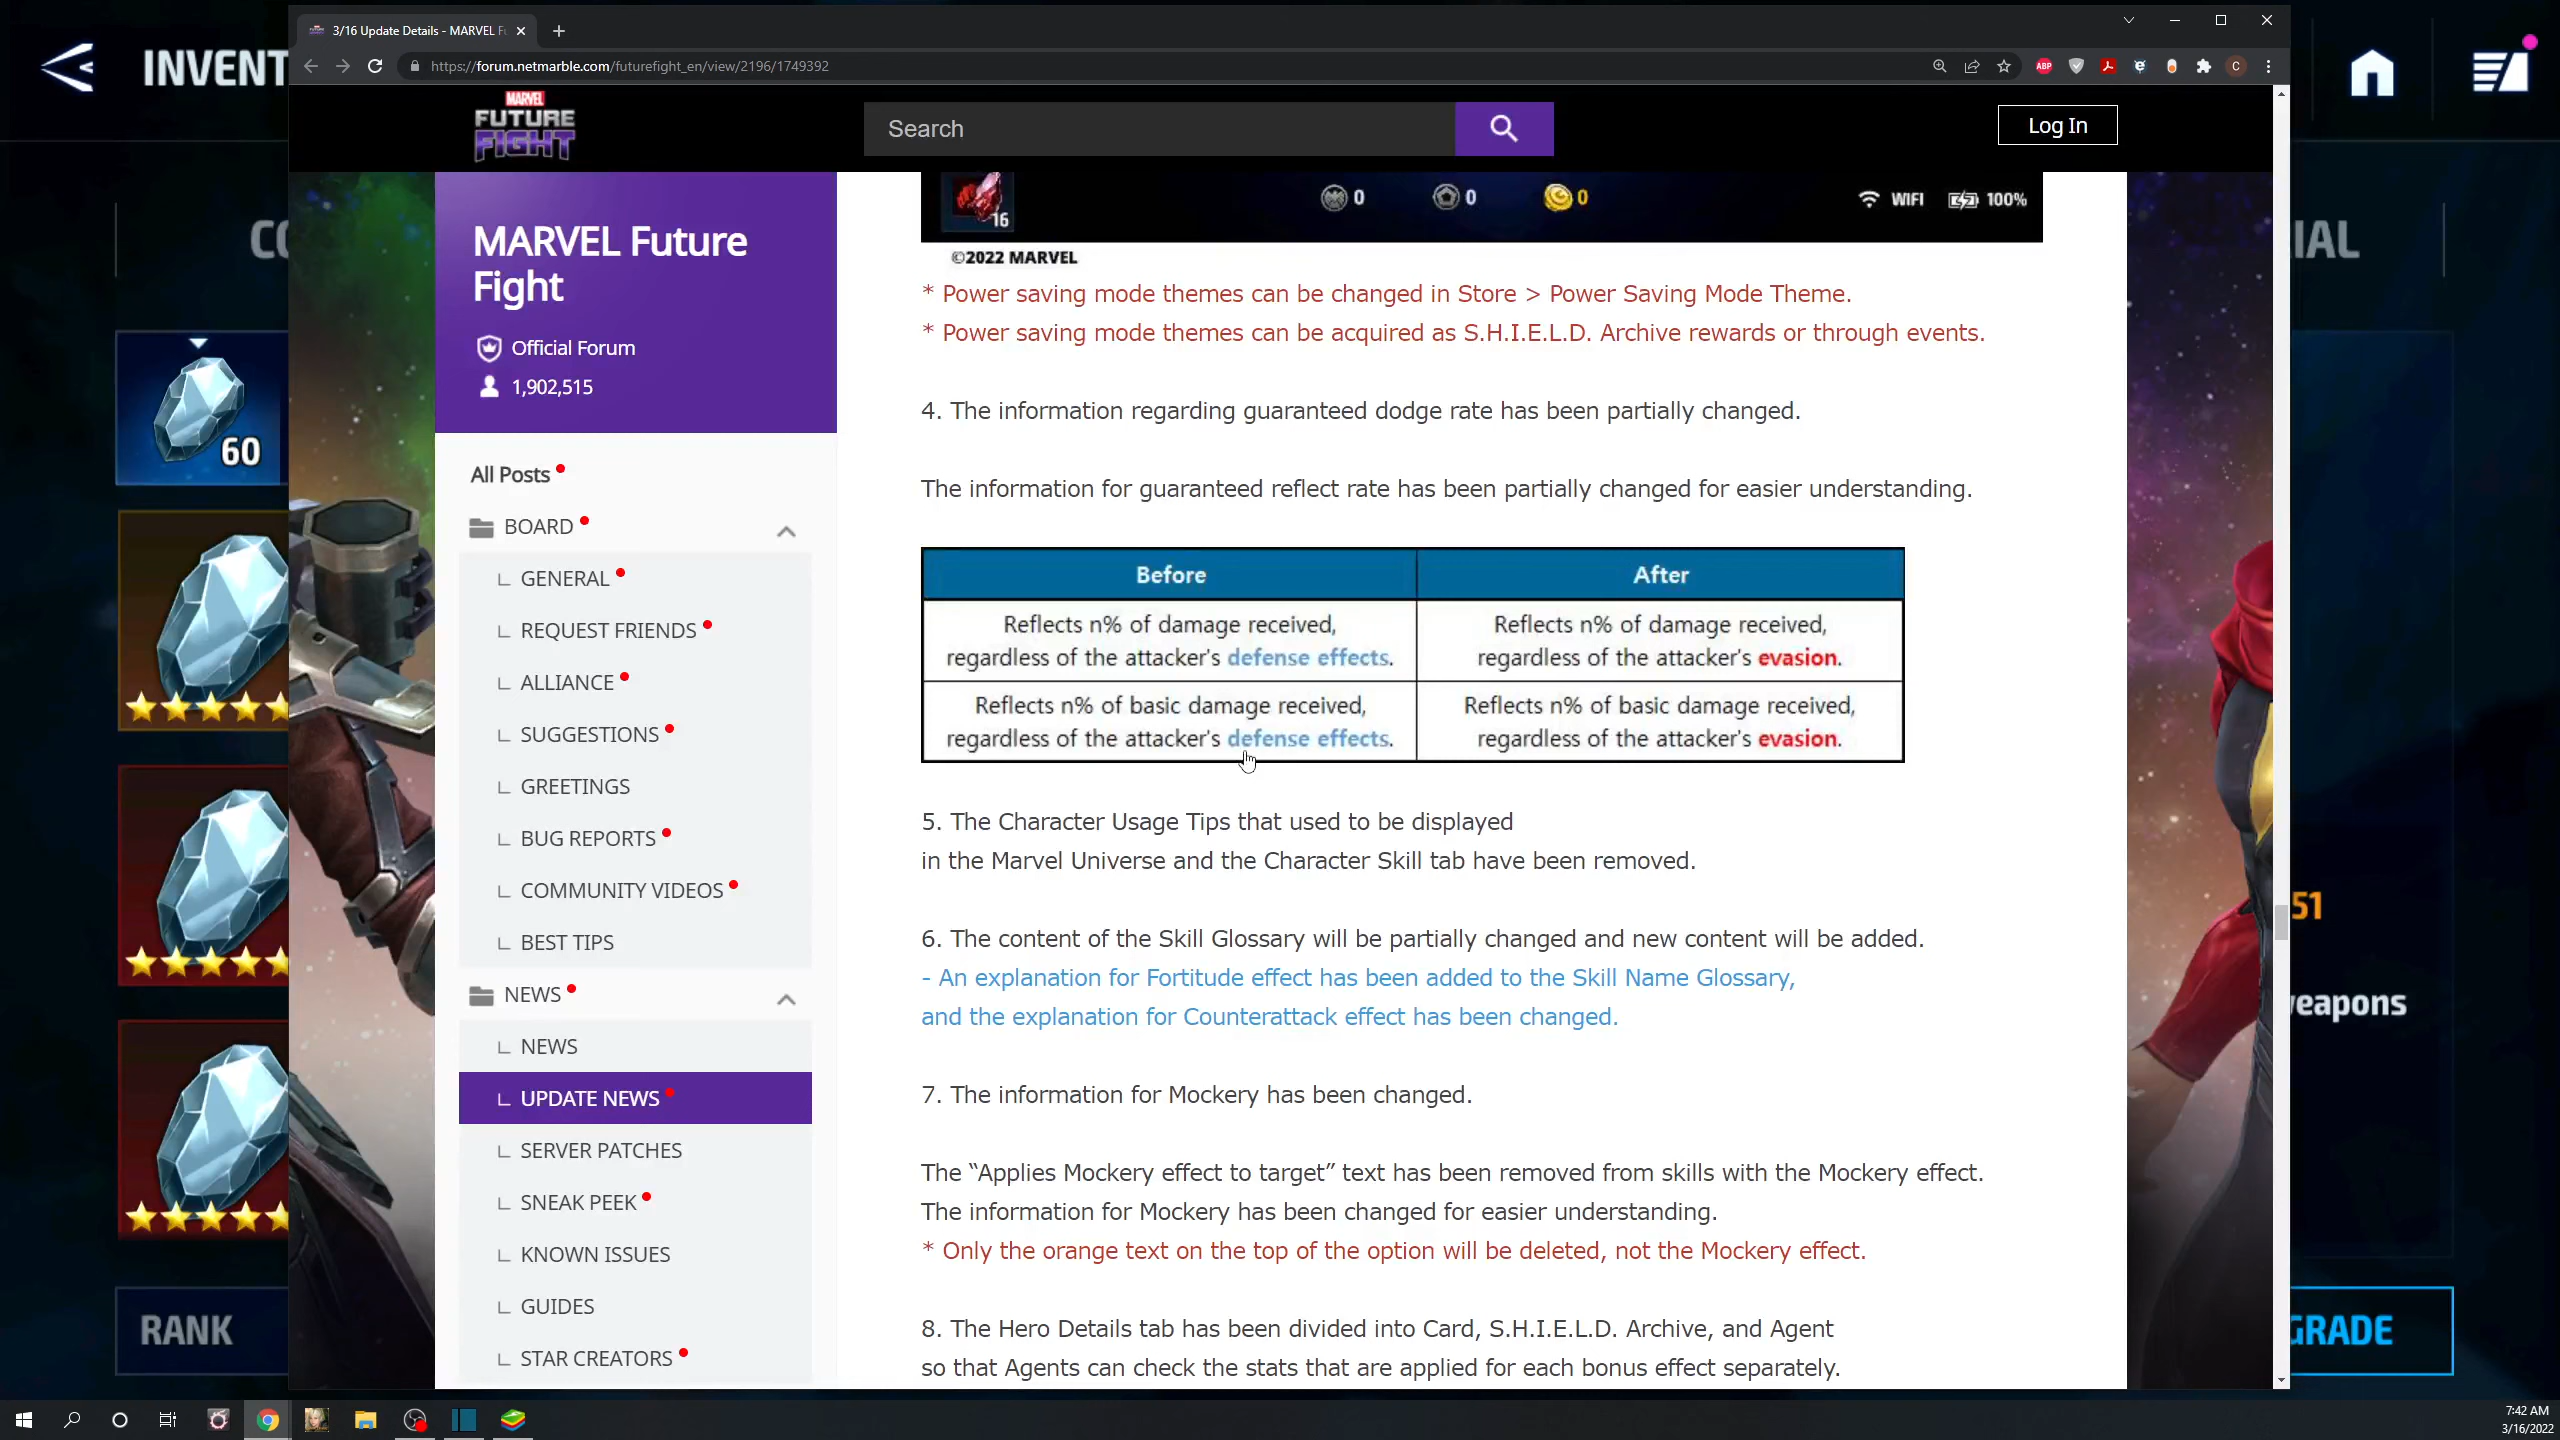 INVENT
3/16 Update Details - MARVEL F
https://forum.netmarble.com/futurefight_en/view/2196/1749392
ABP
C
MARVEL
FUTURE
FIGHT
Search
Log In
MARVEL Future
Fight
Official Forum
1,902,515
All Posts
BOARD
GENERAL
REQUEST FRIENDS
ALLIANCE
SUGGESTIONS
GREETINGS
BUG REPORTS
COMMUNITY VIDEOS
BEST TIPS
NEWS
NEWS
UPDATE NEWS
SERVER PATCHES
SNEAK PEEK
KNOWN ISSUES
GUIDES
STAR CREATORS
16
0
0
0
WIFI
100%
©2022 MARVEL
* Power saving mode themes can be changed in Store > Power Saving Mode Theme.
* Power saving mode themes can be acquired as S.H.I.E.L.D. Archive rewards or through events.
4. The information regarding guaranteed dodge rate has been partially changed.
The information for guaranteed reflect rate has been partially changed for easier understanding.
Before
After
Reflects n% of damage received,
regardless of the attacker's defense effects.
Reflects n% of damage received,
regardless of the attacker's evasion.
Reflects n% of basic damage received,
regardless of the attacker's defense effects.
Reflects n% of basic damage received,
regardless of the attacker's evasion.
5. The Character Usage Tips that used to be displayed
in the Marvel Universe and the Character Skill tab have been removed.
6. The content of the Skill Glossary will be partially changed and new content will be added.
- An explanation for Fortitude effect has been added to the Skill Name Glossary,
and the explanation for Counterattack effect has been changed.
7. The information for Mockery has been changed.
The “Applies Mockery effect to target” text has been removed from skills with the Mockery effect.
The information for Mockery has been changed for easier understanding.
* Only the orange text on the top of the option will be deleted, not the Mockery effect.
8. The Hero Details tab has been divided into Card, S.H.I.E.L.D. Archive, and Agent
so that Agents can check the stats that are applied for each bonus effect separately.
CO
IAL
60
51
eapons
RANK
GRADE
7:42 AM
3/16/2022